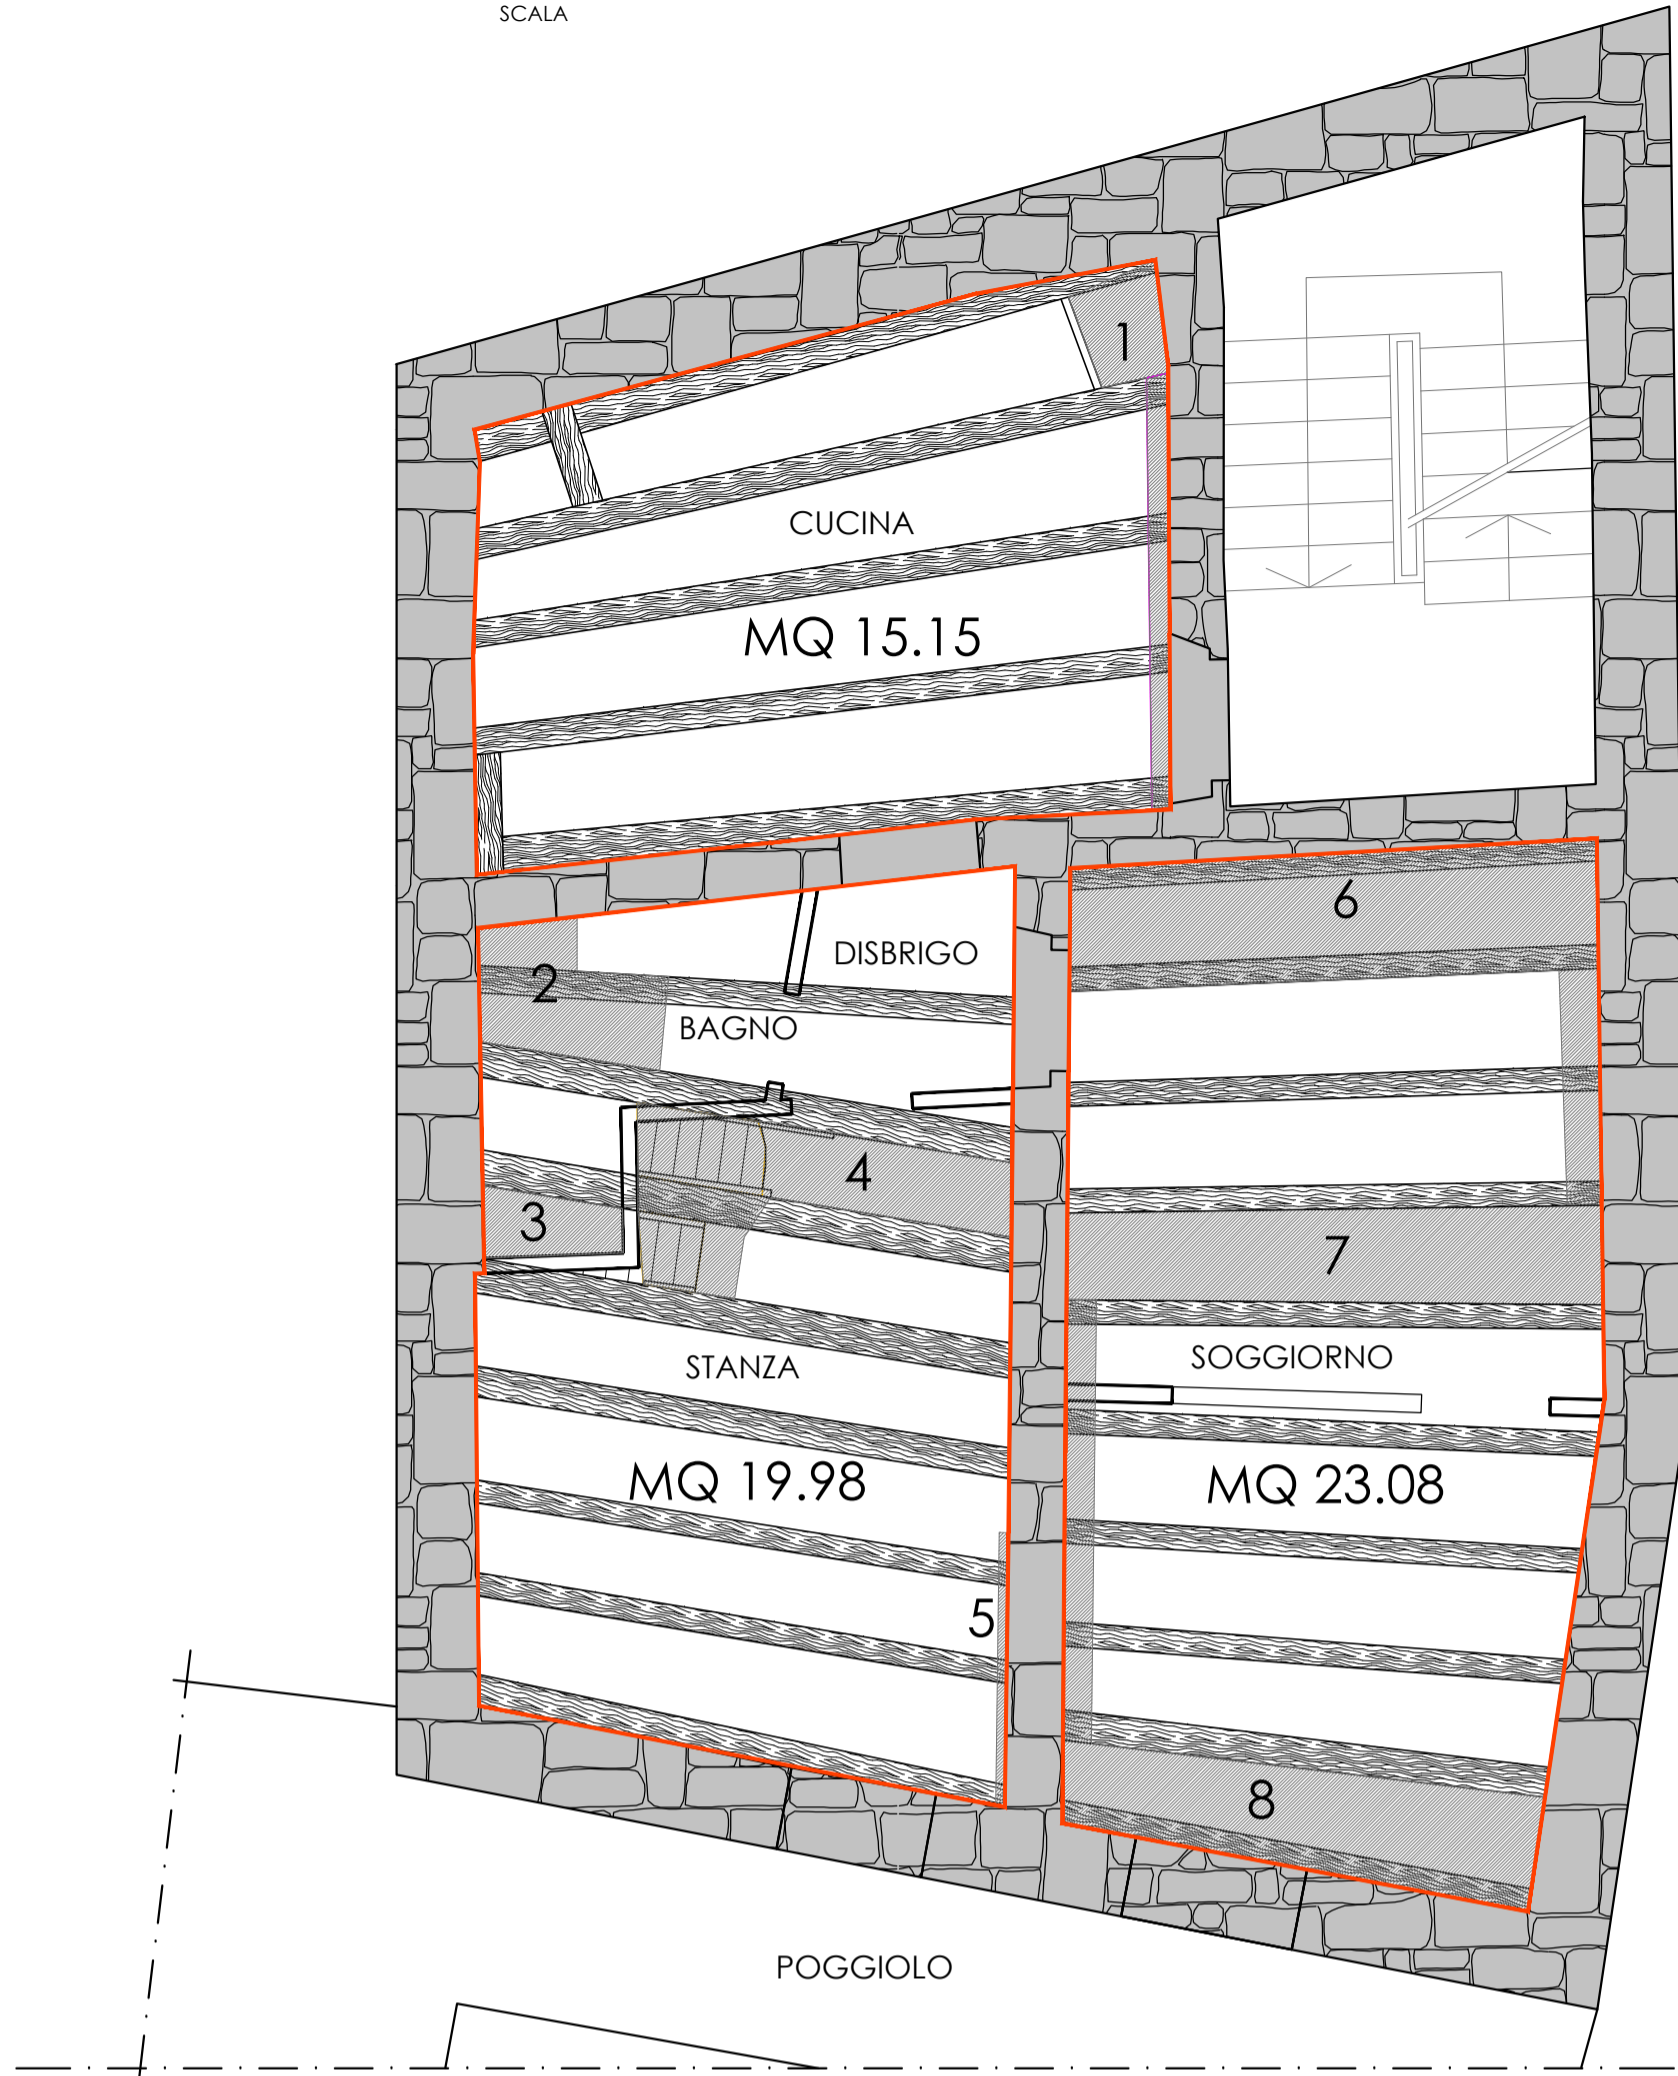 SCALA
1
CUCINA
MQ 15.15
6
DISBRIGO
2
BAGNO
4
3
7
STANZA
SOGGIORNO
MQ 19.98
MQ 23.08
5
8
POGGIOLO